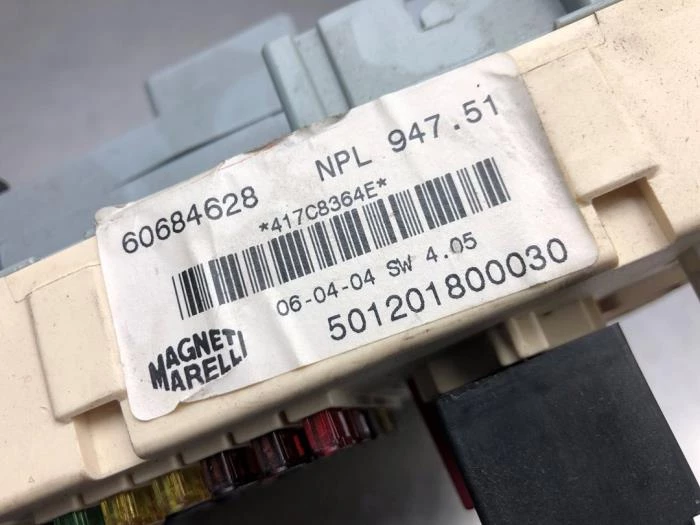 60684628 NPL 947.51
*417C8364E*
06-04-04 SW 4.05
501201800030
MAGNETI
MARELLI